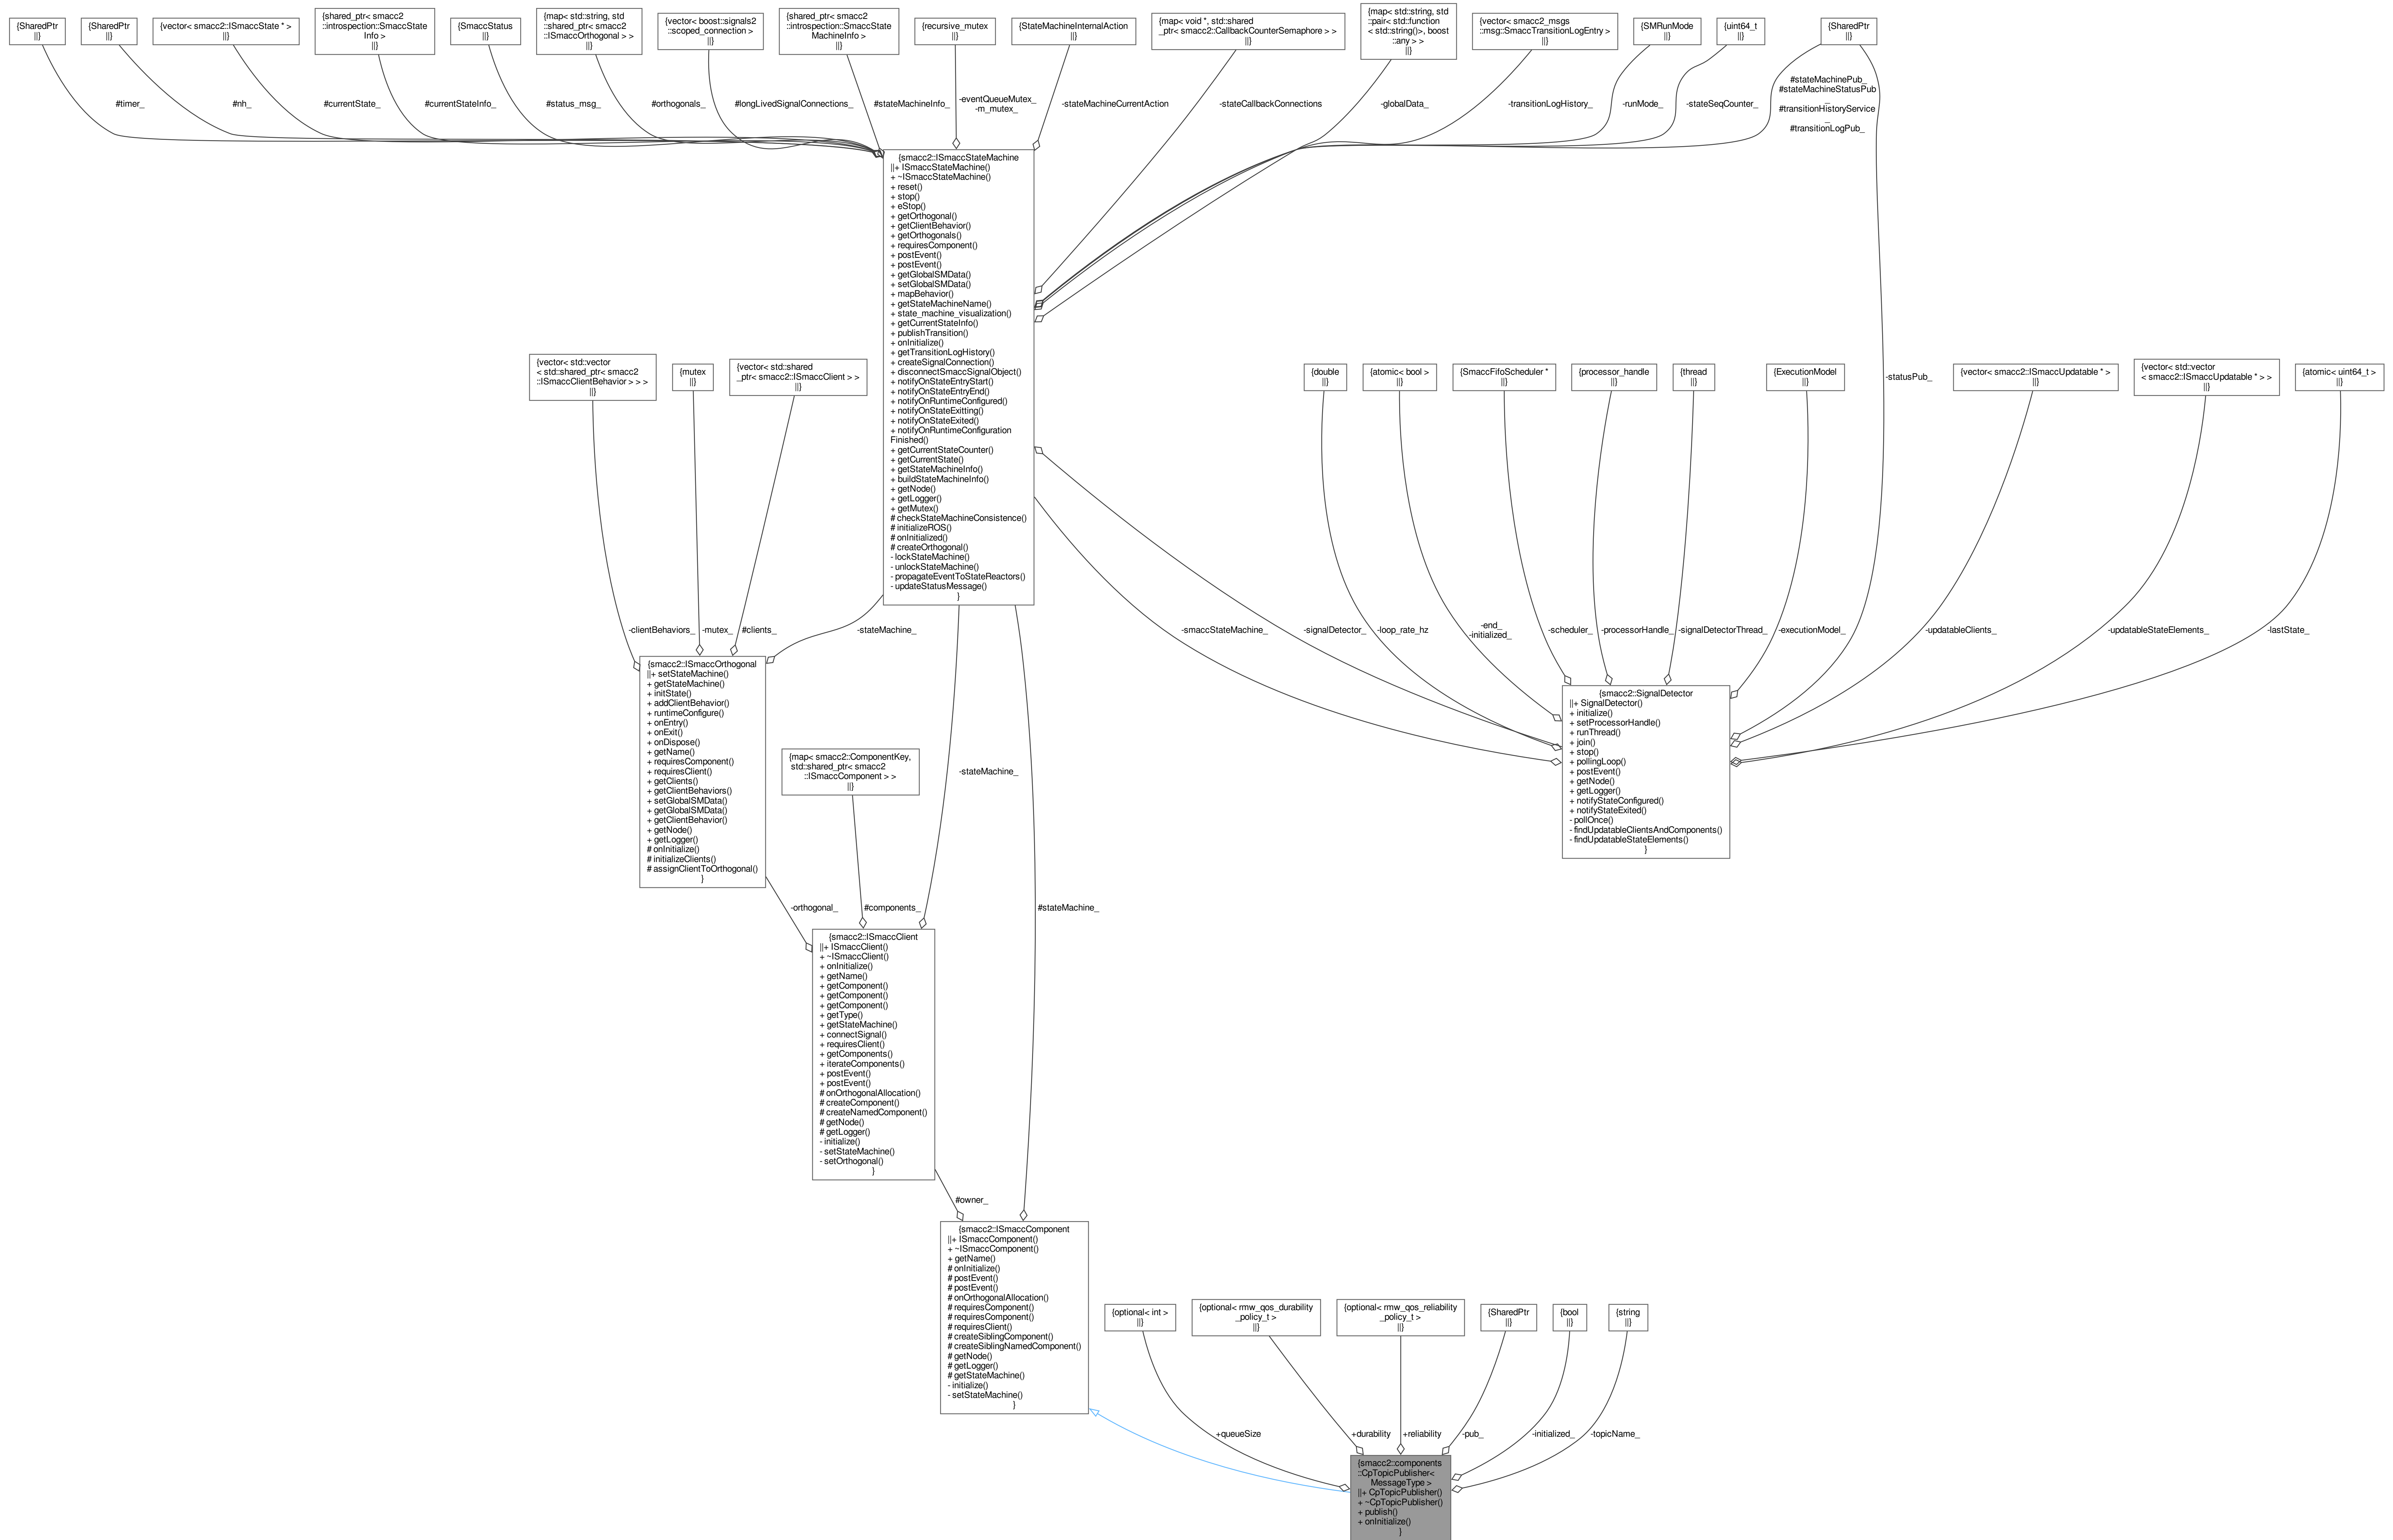 {SharedPtr
||}
{SharedPtr
||}
{vector< smacc2::ISmaccState * >
||}
{shared_ptr< smacc2
::introspection::SmaccState
Info >
||}
{SmaccStatus
||}
{map< std::string, std
::shared_ptr< smacc2
::ISmaccOrthogonal > >
||}
{vector< boost::signals2
::scoped_connection >
||}
{shared_ptr< smacc2
::introspection::SmaccState
MachineInfo >
||}
{recursive_mutex
||}
{StateMachineInternalAction
||}
{map< void *, std::shared
_ptr< smacc2::CallbackCounterSemaphore > >
||}
{map< std::string, std
::pair< std::function
< std::string()>, boost
::any > >
||}
{vector< smacc2_msgs
::msg::SmaccTransitionLogEntry >
||}
{SMRunMode
||}
{uint64_t
||}
{SharedPtr
||}
#timer_
#nh_
#currentState_
#currentStateInfo_
#status_msg_
#orthogonals_
#longLivedSignalConnections_
#stateMachineInfo_
-eventQueueMutex_
-m_mutex_
-stateMachineCurrentAction
-stateCallbackConnections
-globalData_
-transitionLogHistory_
-runMode_
-stateSeqCounter_
#stateMachinePub_
#stateMachineStatusPub
_
#transitionHistoryService
_
#transitionLogPub_
{smacc2::ISmaccStateMachine
||+ ISmaccStateMachine()
+ ~ISmaccStateMachine()
+ reset()
+ stop()
+ eStop()
+ getOrthogonal()
+ getClientBehavior()
+ getOrthogonals()
+ requiresComponent()
+ postEvent()
+ postEvent()
+ getGlobalSMData()
+ setGlobalSMData()
+ mapBehavior()
+ getStateMachineName()
+ state_machine_visualization()
+ getCurrentStateInfo()
+ publishTransition()
+ onInitialize()
+ getTransitionLogHistory()
+ createSignalConnection()
+ disconnectSmaccSignalObject()
+ notifyOnStateEntryStart()
+ notifyOnStateEntryEnd()
+ notifyOnRuntimeConfigured()
+ notifyOnStateExitting()
+ notifyOnStateExited()
+ notifyOnRuntimeConfiguration
Finished()
+ getCurrentStateCounter()
+ getCurrentState()
+ getStateMachineInfo()
+ buildStateMachineInfo()
+ getNode()
+ getLogger()
+ getMutex()
# checkStateMachineConsistence()
# initializeROS()
# onInitialized()
# createOrthogonal()
- lockStateMachine()
- unlockStateMachine()
- propagateEventToStateReactors()
- updateStatusMessage()
}
{vector< std::vector
< std::shared_ptr< smacc2
::ISmaccClientBehavior > > >
||}
{mutex
||}
{vector< std::shared
_ptr< smacc2::ISmaccClient > >
||}
{double
||}
{atomic< bool >
||}
{SmaccFifoScheduler *
||}
{processor_handle
||}
{thread
||}
{ExecutionModel
||}
-statusPub_
{vector< smacc2::ISmaccUpdatable * >
||}
{vector< std::vector
< smacc2::ISmaccUpdatable * > >
||}
{atomic< uint64_t >
||}
-clientBehaviors_
-mutex_
#clients_
-stateMachine_
-smaccStateMachine_
-signalDetector_
-loop_rate_hz
-end_
-initialized_
-scheduler_
-processorHandle_
-signalDetectorThread_
-executionModel_
-updatableClients_
-updatableStateElements_
-lastState_
{smacc2::ISmaccOrthogonal
||+ setStateMachine()
+ getStateMachine()
+ initState()
+ addClientBehavior()
+ runtimeConfigure()
+ onEntry()
+ onExit()
+ onDispose()
+ getName()
+ requiresComponent()
+ requiresClient()
+ getClients()
+ getClientBehaviors()
+ setGlobalSMData()
+ getGlobalSMData()
+ getClientBehavior()
+ getNode()
+ getLogger()
# onInitialize()
# initializeClients()
# assignClientToOrthogonal()
}
{smacc2::SignalDetector
||+ SignalDetector()
+ initialize()
+ setProcessorHandle()
+ runThread()
+ join()
+ stop()
+ pollingLoop()
+ postEvent()
+ getNode()
+ getLogger()
+ notifyStateConfigured()
+ notifyStateExited()
- pollOnce()
- findUpdatableClientsAndComponents()
- findUpdatableStateElements()
}
{map< smacc2::ComponentKey,
std::shared_ptr< smacc2
::ISmaccComponent > >
||}
-stateMachine_
-orthogonal_
#components_
#stateMachine_
{smacc2::ISmaccClient
||+ ISmaccClient()
+ ~ISmaccClient()
+ onInitialize()
+ getName()
+ getComponent()
+ getComponent()
+ getComponent()
+ getType()
+ getStateMachine()
+ connectSignal()
+ requiresClient()
+ getComponents()
+ iterateComponents()
+ postEvent()
+ postEvent()
# onOrthogonalAllocation()
# createComponent()
# createNamedComponent()
# getNode()
# getLogger()
- initialize()
- setStateMachine()
- setOrthogonal()
}
#owner_
{smacc2::ISmaccComponent
||+ ISmaccComponent()
+ ~ISmaccComponent()
+ getName()
# onInitialize()
# postEvent()
# postEvent()
# onOrthogonalAllocation()
# requiresComponent()
# requiresComponent()
# requiresClient()
# createSiblingComponent()
# createSiblingNamedComponent()
# getNode()
# getLogger()
# getStateMachine()
- initialize()
- setStateMachine()
}
{optional< int >
||}
{optional< rmw_qos_durability
_policy_t >
||}
{optional< rmw_qos_reliability
_policy_t >
||}
{SharedPtr
||}
{bool
||}
{string
||}
+queueSize
+durability
+reliability
-pub_
-initialized_
-topicName_
{smacc2::components
::CpTopicPublisher<
MessageType >
||+ CpTopicPublisher()
+ ~CpTopicPublisher()
+ publish()
+ onInitialize()
}